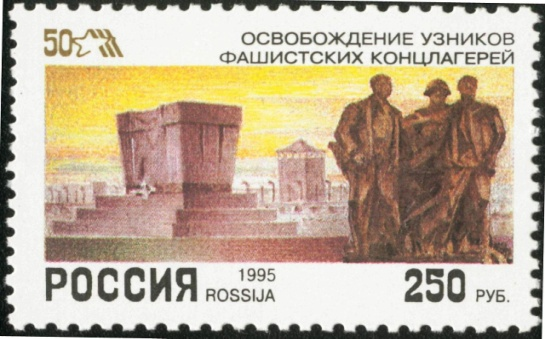 50
ОСВОБОЖДЕНИЕ УЗНИКОВ
ФАШИСТСКИХ КОНЦЛАГЕРЕЙ
РОССИЯ 1995
ROSSIJA
250 РУБ.